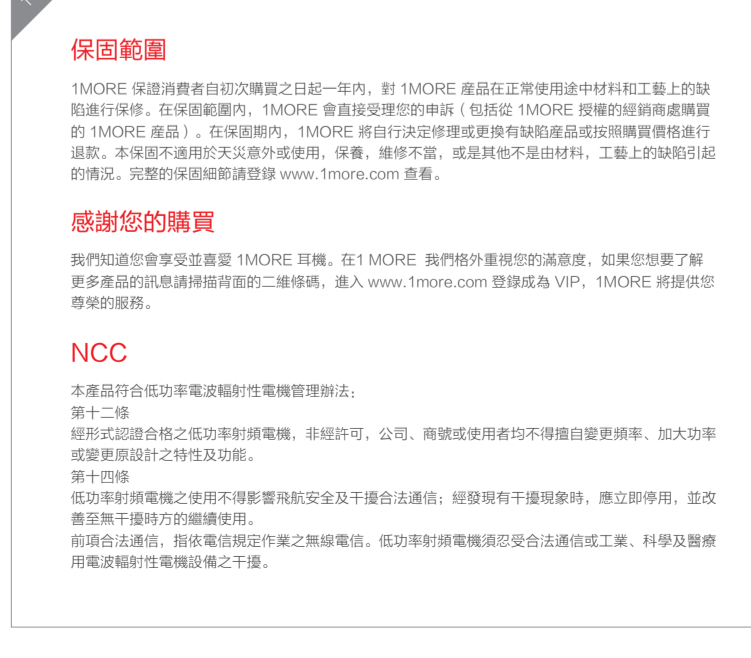 保固範圍
1MORE 保證消費者自初次購買之日起一年內，對 1MORE 産品在正常使用途中材料和工藝上的缺
陷進行保修。在保固範圍內，1MORE 會直接受理您的申訴（包括從 1MORE 授權的經銷商處購買
的 1MORE 産品）。在保固期內，1MORE 將自行決定修理或更換有缺陷産品或按照購買價格進行
退款。本保固不適用於天災意外或使用，保養，維修不當，或是其他不是由材料，工藝上的缺陷引起
的情況。完整的保固細節請登錄 www.1more.com 查看。
感謝您的購買
我們知道您會享受並喜愛 1MORE 耳機。在1 MORE 我們格外重視您的滿意度，如果您想要了解
更多產品的訊息請掃描背面的二維條碼，進入 www.1more.com 登錄成為 VIP，1MORE 將提供您
尊榮的服務。
NCC
本產品符合低功率電波輻射性電機管理辦法：
第十二條
經形式認證合格之低功率射頻電機，非經許可，公司、商號或使用者均不得擅自變更頻率、加大功率
或變更原設計之特性及功能。
第十四條
低功率射頻電機之使用不得影響飛航安全及干擾合法通信；經發現有干擾現象時，應立即停用，並改
善至無干擾時方的繼續使用。
前項合法通信，指依電信規定作業之無線電信。低功率射頻電機須忍受合法通信或工業、科學及醫療
用電波輻射性電機設備之干擾。